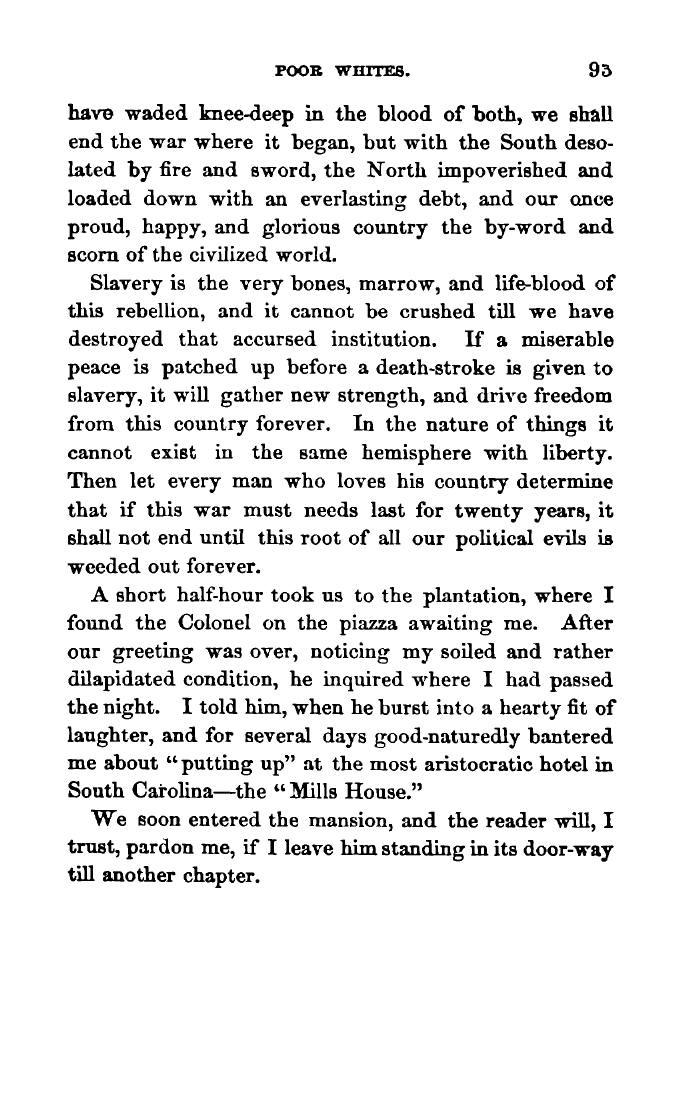 POOR WHITES. 93
have waded knee-deep in the blood of both, we shall
end the war where it began, but with the South deso-
lated by fire and sword, the North impoverished and
loaded down with an everlasting debt, and our once
proud, happy, and glorious country the by-word and
scorn of the civilized world.
Slavery is the very bones, marrow, and life-blood of
this rebellion, and it cannot be crushed till we have
destroyed that accursed institution. If a miserable
peace is patched up before a death-stroke is given to
slavery, it will gather new strength, and drive freedom
from this country forever. In the nature of things it
cannot exist in the same hemisphere with liberty.
Then let every man who loves his country determine
that if this war must needs last for twenty years, it
shall not end until this root of all our political evils is
weeded out forever.
A short half-hour took us to the plantation, where I
found the Colonel on the piazza awaiting me. After
our greeting was over, noticing my soiled and rather
dilapidated condition, he inquired where I had passed
the night. I told him, when he burst into a hearty fit of
laughter, and for several days good-naturedly bantered
me about "putting up" at the most aristocratic hotel in
South Carolina—the "Mills House."
We soon entered the mansion, and the reader will, I
trust, pardon me, if I leave him standing in its door-way
till another chapter.